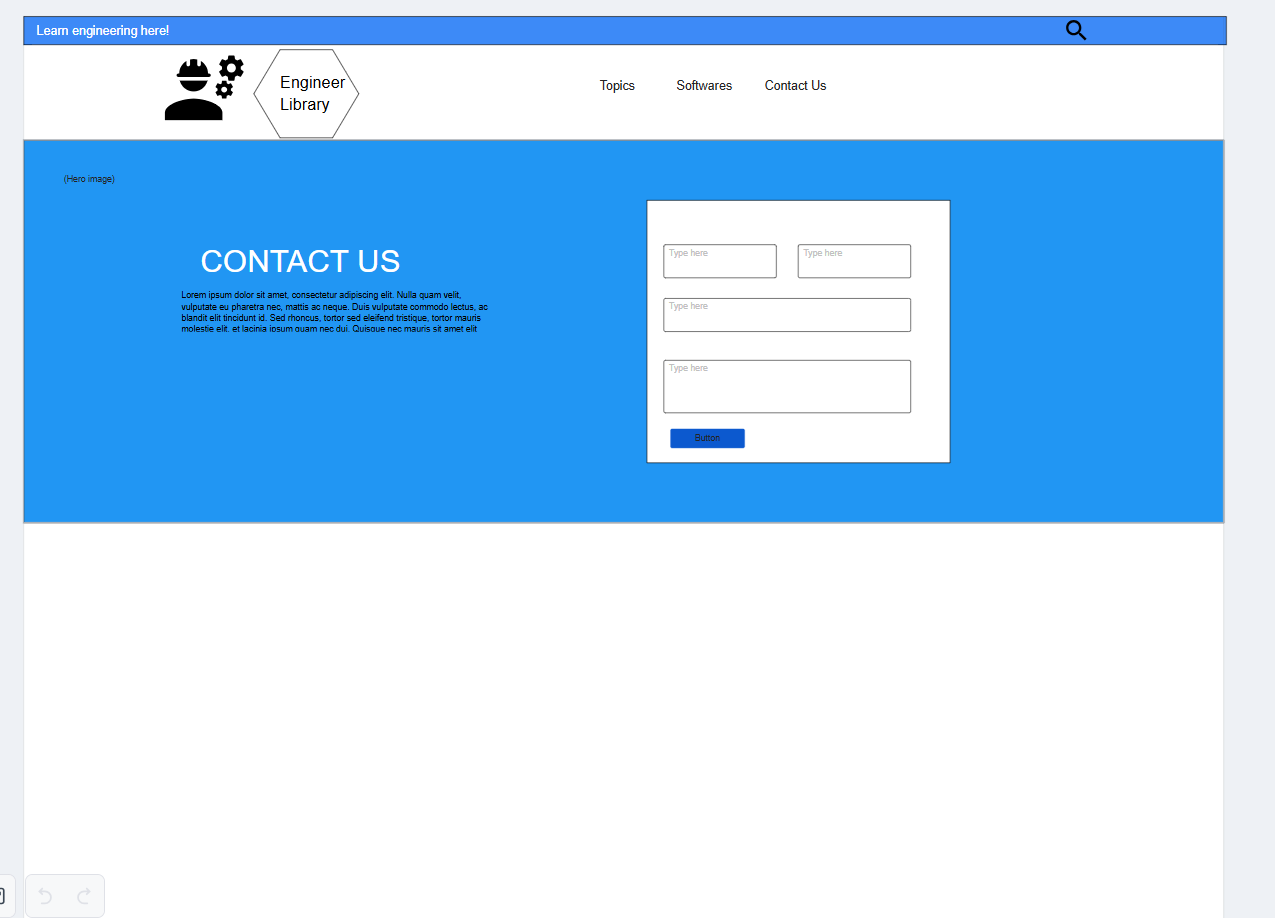 Learn engineering here!
Engineer
Library
Topics
Softwares
Contact Us
(Hero image)
CONTACT US
Lorem ipsum dolor sit amet, consectetur adipiscing elit. Nulla quam velit,
vulputate eu pharetra nec, mattis ac neque. Duis vulputate commodo lectus, ac
blandit elit tincidunt id. Sed rhoncus, tortor sed eleifend tristique, tortor mauris
molestie elit, et lacinia ipsum quam nec dui. Quisque nec mauris sit amet elit
Type here
Type here
Type here
Type here
Button